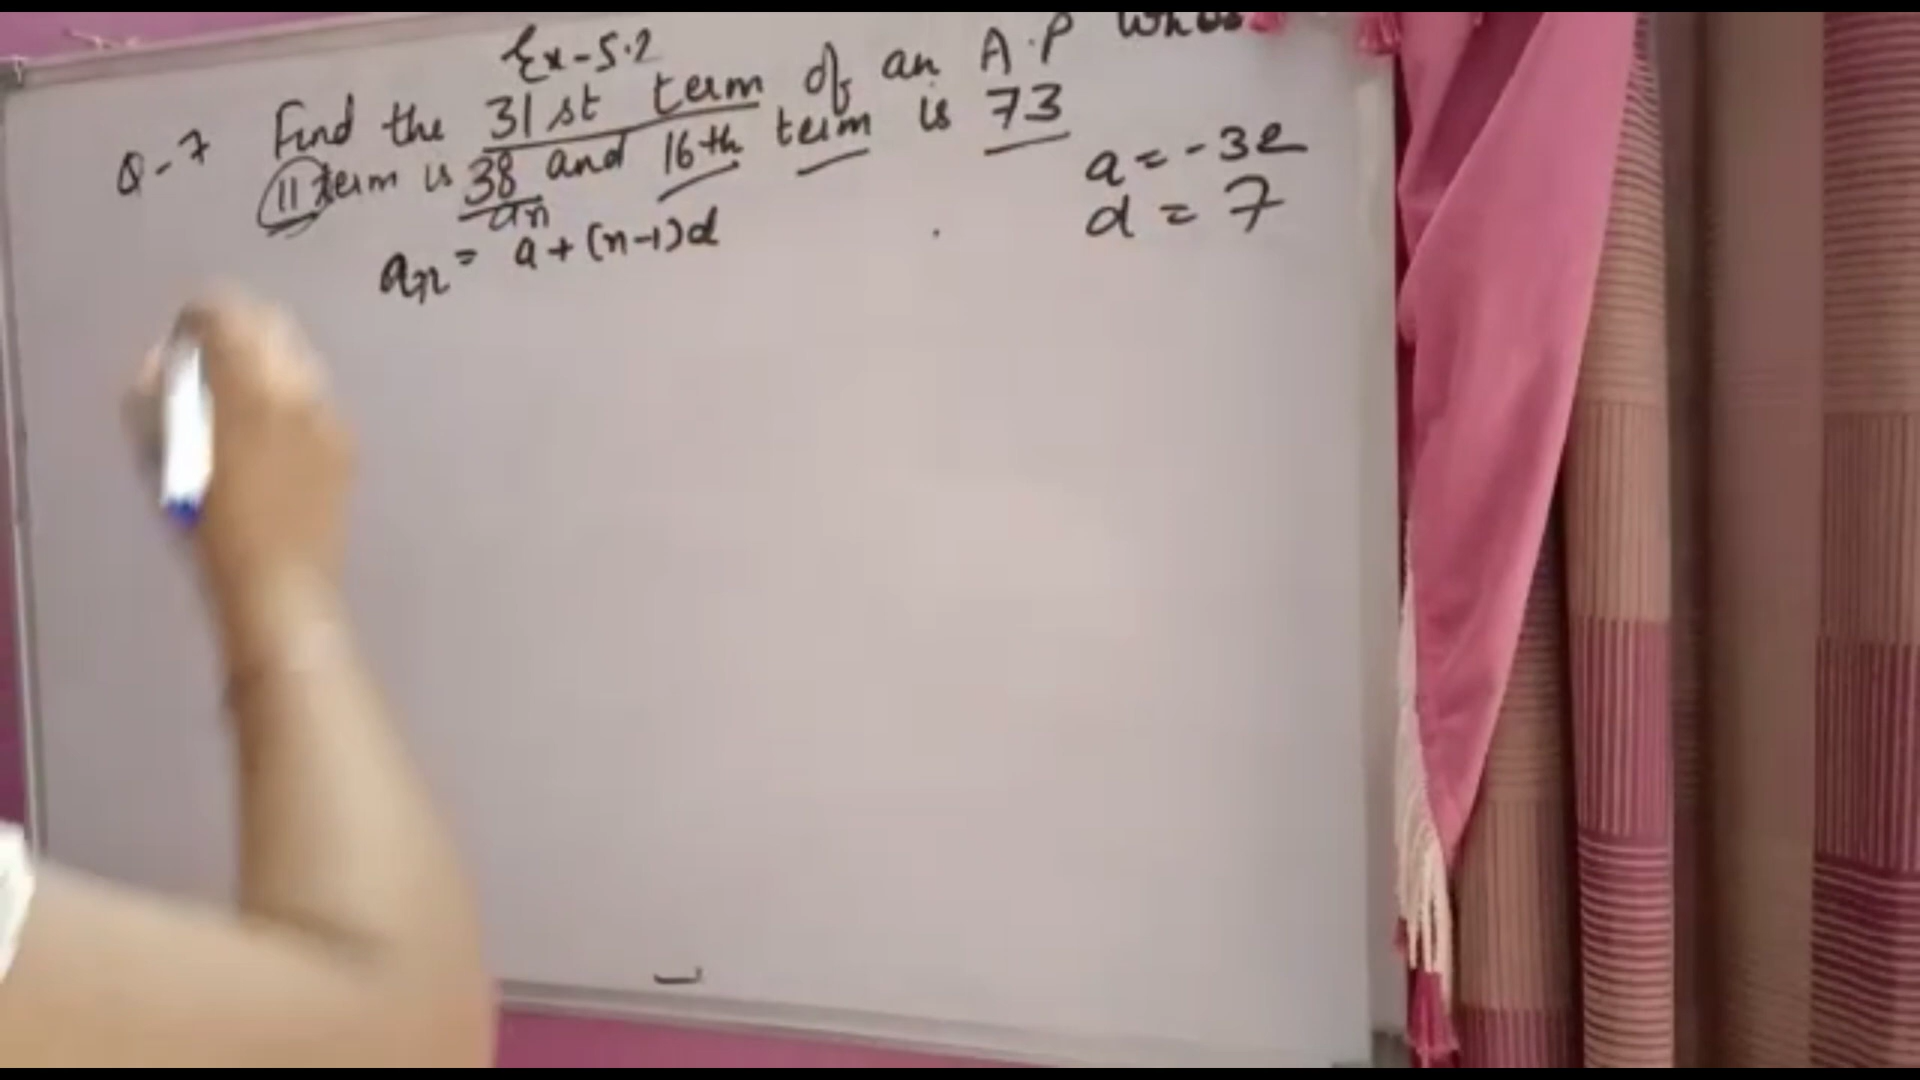 Ex-5.2
Q-7 Find the 31st term of an A.P whose
11 term is 38 and 16th term is 73
an
an = a+(n-1)d
a=-32
d=7